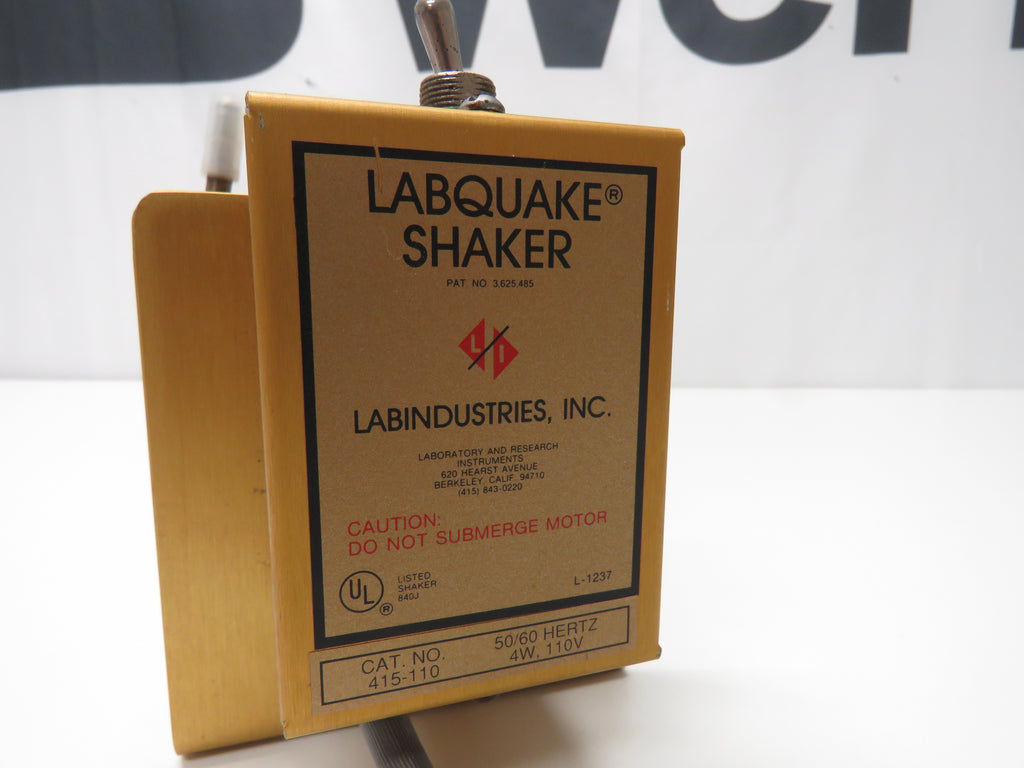 LABQUAKE®
SHAKER
PAT NO 3,625,485
L/I
LABINDUSTRIES, INC.
LABORATORY AND RESEARCH
INSTRUMENTS
620 HEARST AVENUE
BERKELEY, CALIF. 94710
(415) 843-0220
CAUTION:
DO NOT SUBMERGE MOTOR
UL®
LISTED
SHAKER
840J
L-1237
CAT. NO.
415-110
50/60 HERTZ
4W, 110V